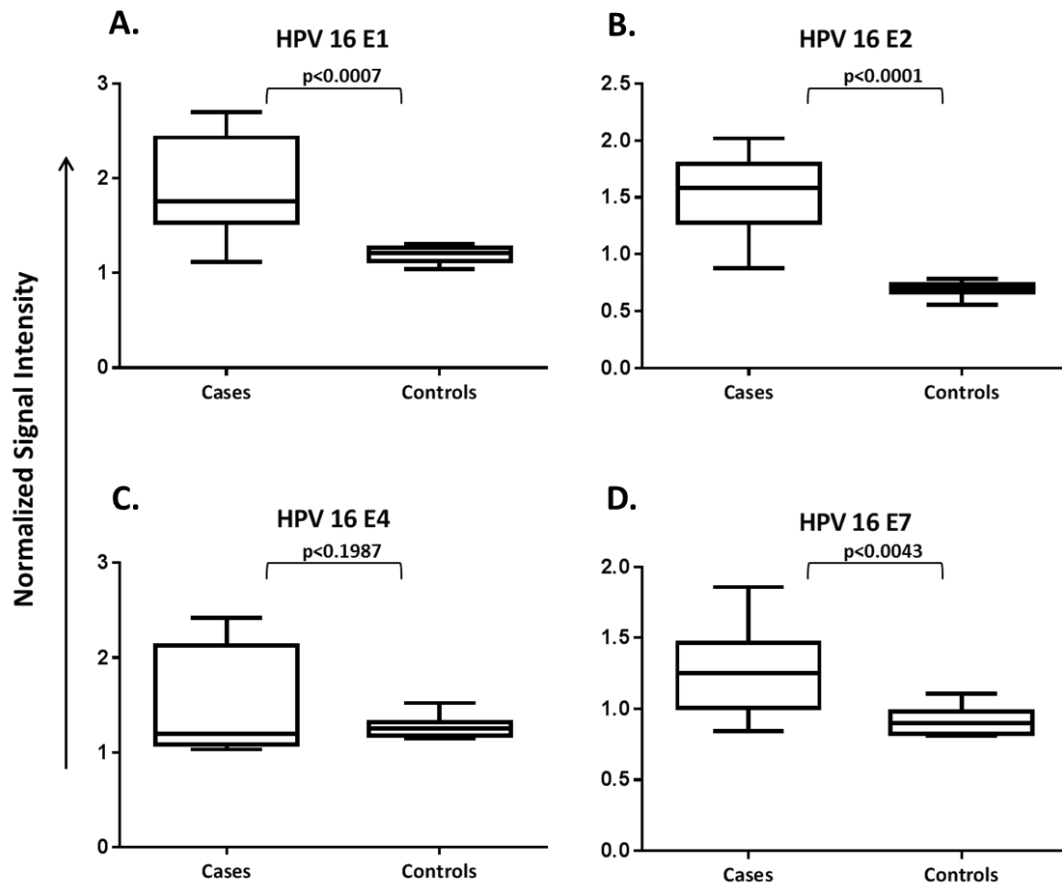 A.
HPV 16 E1
p<0.0007
3
2
1
0
Cases Controls
B.
HPV 16 E2
p<0.0001
2.5
2.0
1.5
1.0
0.5
0.0
Cases Controls
Normalized Signal Intensity
C.
HPV 16 E4
p<0.1987
3
2
1
0
Cases Controls
D.
HPV 16 E7
p<0.0043
2.0
1.5
1.0
0.5
0.0
Cases Controls